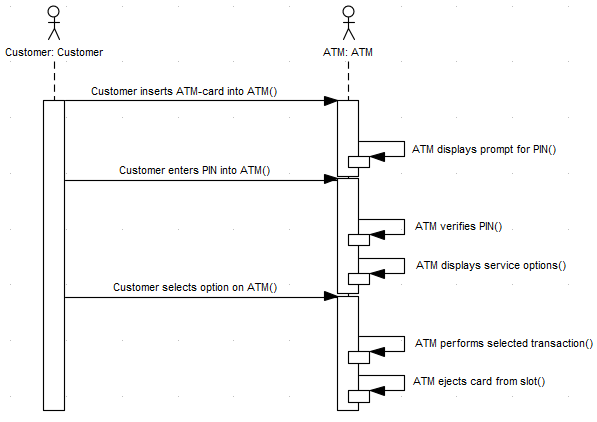 Customer: Customer
ATM: ATM
Customer inserts ATM-card into ATM()
ATM displays prompt for PIN()
Customer enters PIN into ATM()
ATM verifies PIN()
ATM displays service options()
Customer selects option on ATM()
ATM performs selected transaction()
ATM ejects card from slot()